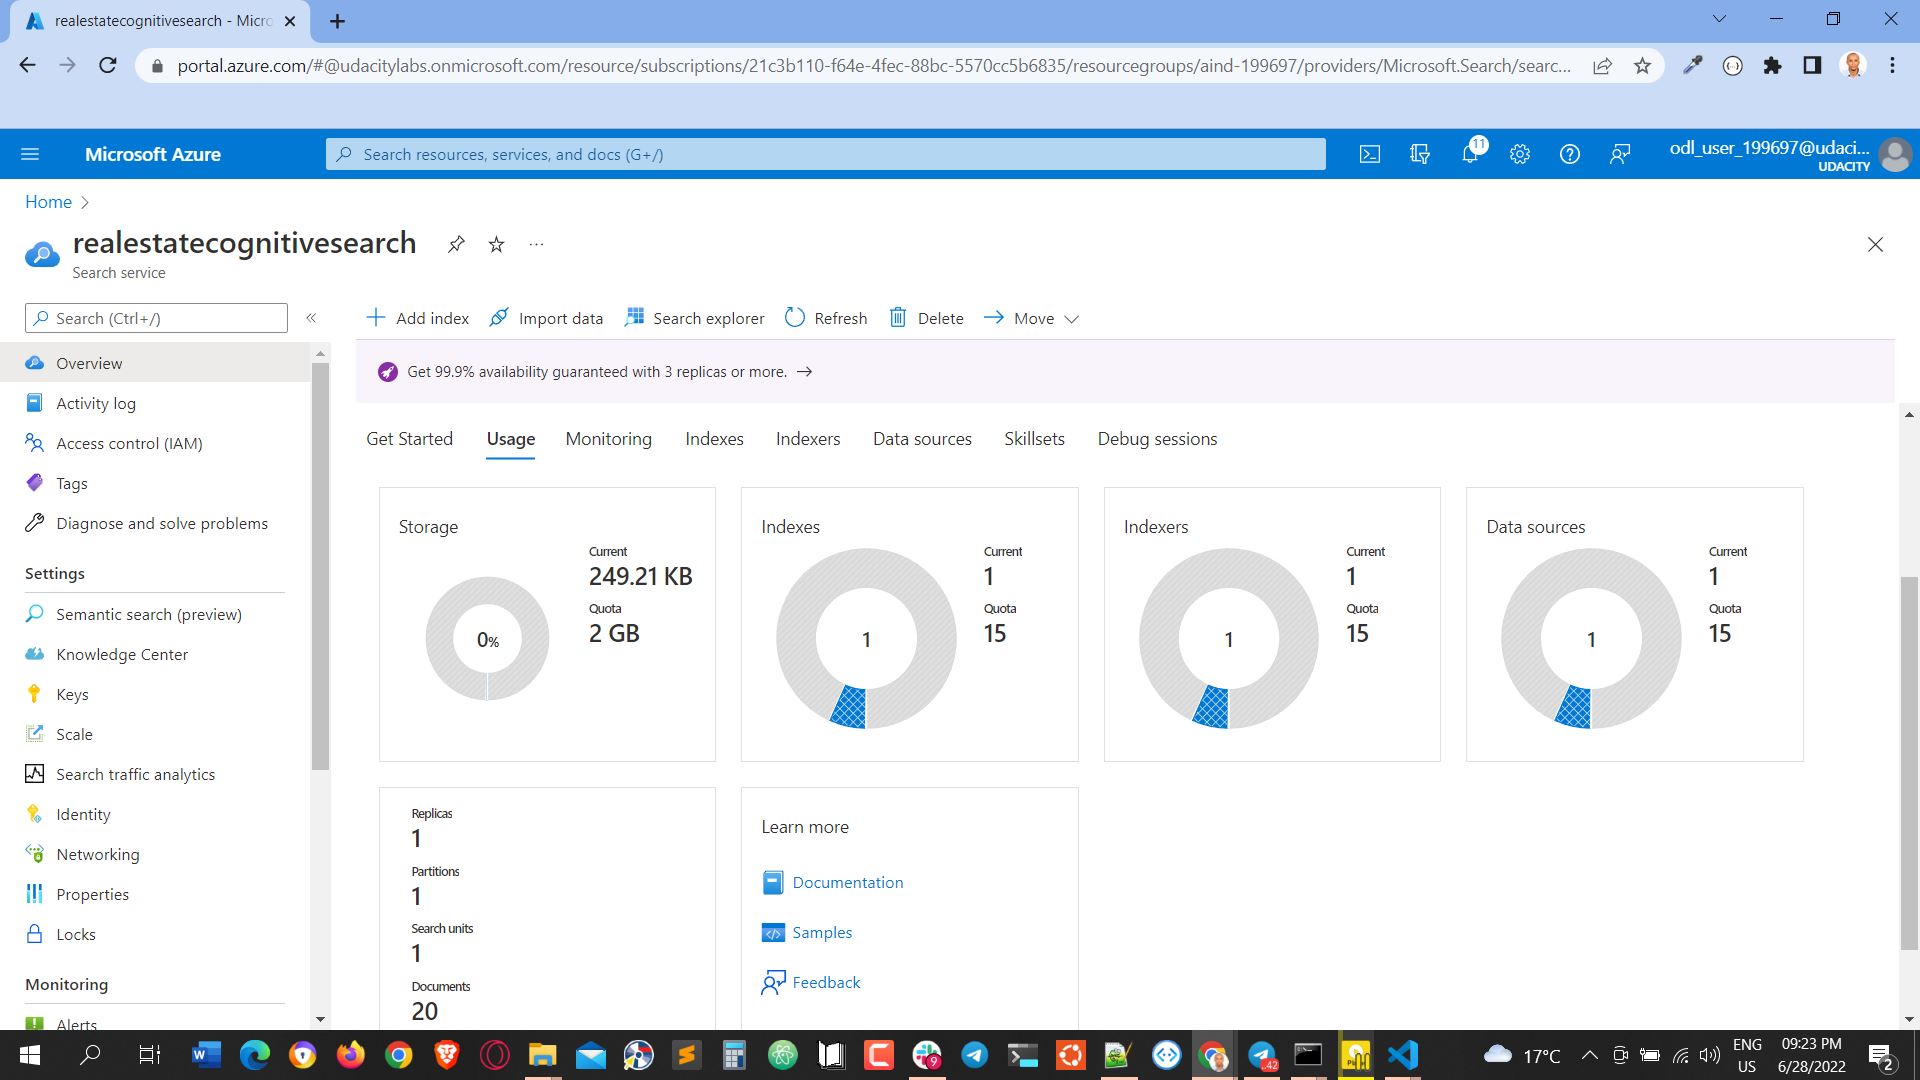 realestatecognitivesearch - Micro
portal.azure.com/#@udacitylabs.onmicrosoft.com/resource/subscriptions/21c3b110-f64e-4fec-88bc-5570cc5b6835/resourcegroups/aind-199697/providers/Microsoft.Search/searc...
Microsoft Azure
Search resources, services, and docs (G+/)
11
odl_user_199697@udaci...
UDACITY
Home
realestatecognitivesearch
Search service
Search (Ctrl+/)
Overview
Activity log
Access control (IAM)
Tags
Diagnose and solve problems
Settings
Semantic search (preview)
Knowledge Center
Keys
Scale
Search traffic analytics
Identity
Networking
Properties
Locks
Monitoring
Alerts
Add index
Import data
Search explorer
Refresh
Delete
Move
Get 99.9% availability guaranteed with 3 replicas or more.
Get Started
Usage
Monitoring
Indexes
Indexers
Data sources
Skillsets
Debug sessions
Storage
0%
Current
249.21 KB
Quota
2 GB
Indexes
1
Current
1
Quota
15
Indexers
1
Current
1
Quota
15
Data sources
1
Current
1
Quota
15
Replicas
1
Partitions
1
Search units
1
Documents
20
Learn more
Documentation
Samples
Feedback
9
42
17°C
ENG
US
09:23 PM
6/28/2022
2